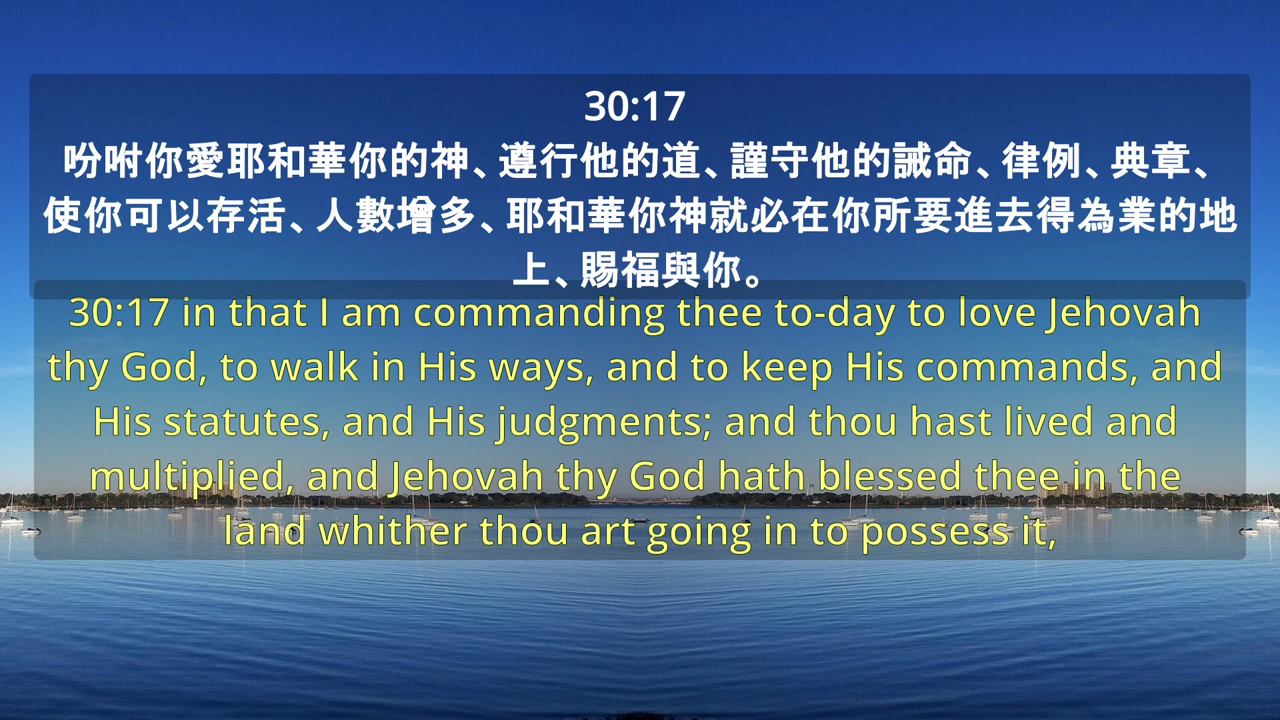 30:17
吩咐你愛耶和華你的神、遵行他的道、謹守他的誡命、律例、典章、
使你可以存活、人數增多、耶和華你神就必在你所要進去得為業的地
上、賜福與你。
30:17 in that I am commanding thee to-day to love Jehovah
thy God, to walk in His ways, and to keep His commands, and
His statutes, and His judgments; and thou hast lived and
multiplied, and Jehovah thy God hath blessed thee in the
land whither thou art going in to possess it,